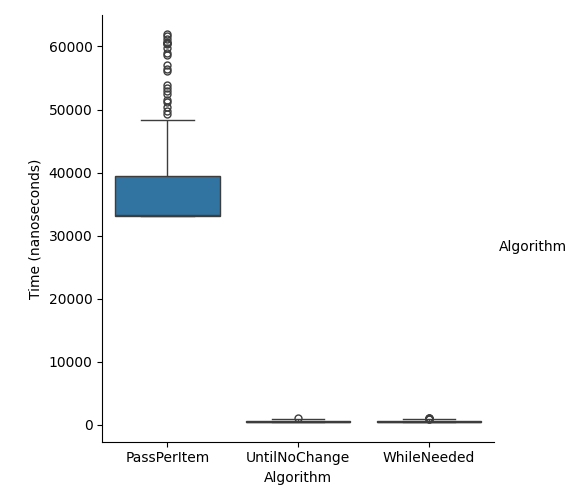 60000
50000
40000
30000
20000
10000
0
Time (nanoseconds)
PassPerItem
UntilNoChange
WhileNeeded
Algorithm
Algorithm